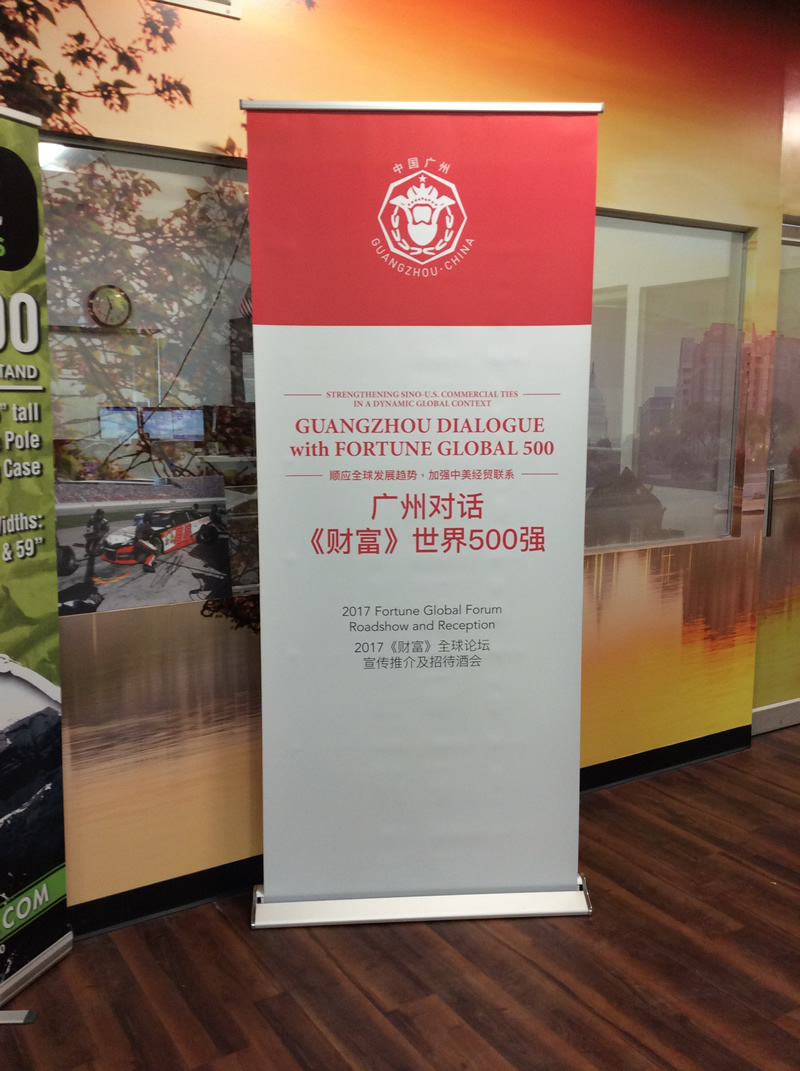 中国广州
GUANGZHOU·CHINA
STRENGTHENING SINO-U.S. COMMERCIAL TIES
IN A DYNAMIC GLOBAL CONTEXT
GUANGZHOU DIALOGUE
with FORTUNE GLOBAL 500
顺应全球发展趋势，加强中美经贸联系
广州对话
《财富》世界500强
2017 Fortune Global Forum
Roadshow and Reception
2017《财富》全球论坛
宣传推介及招待酒会
TAND
" tall
Pole
Case
Widths:
& 59"
.COM